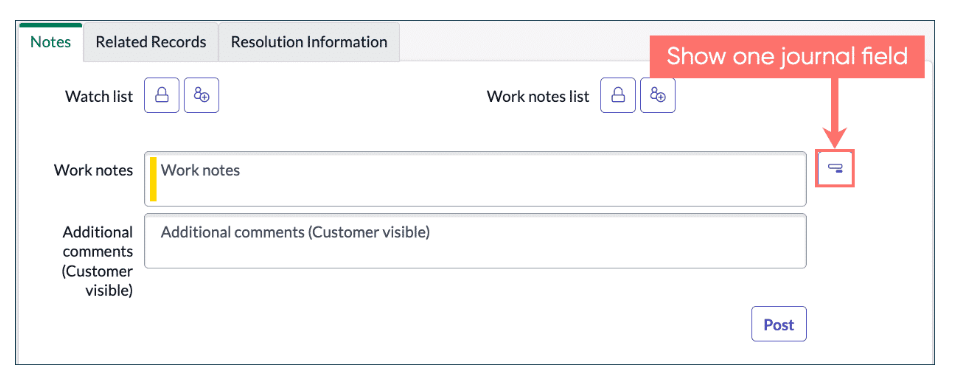 Notes
Related Records
Resolution Information
Show one journal field
Watch list
Work notes list
Work notes
Work notes
Additional
comments
(Customer
visible)
Additional comments (Customer visible)
Post